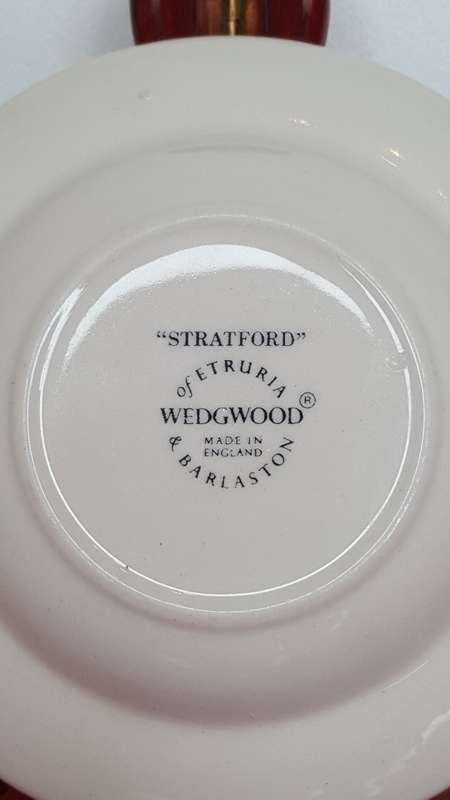 “STRATFORD”
of ETRURIA
WEDGWOOD®
MADE IN
ENGLAND
& BARLASTON